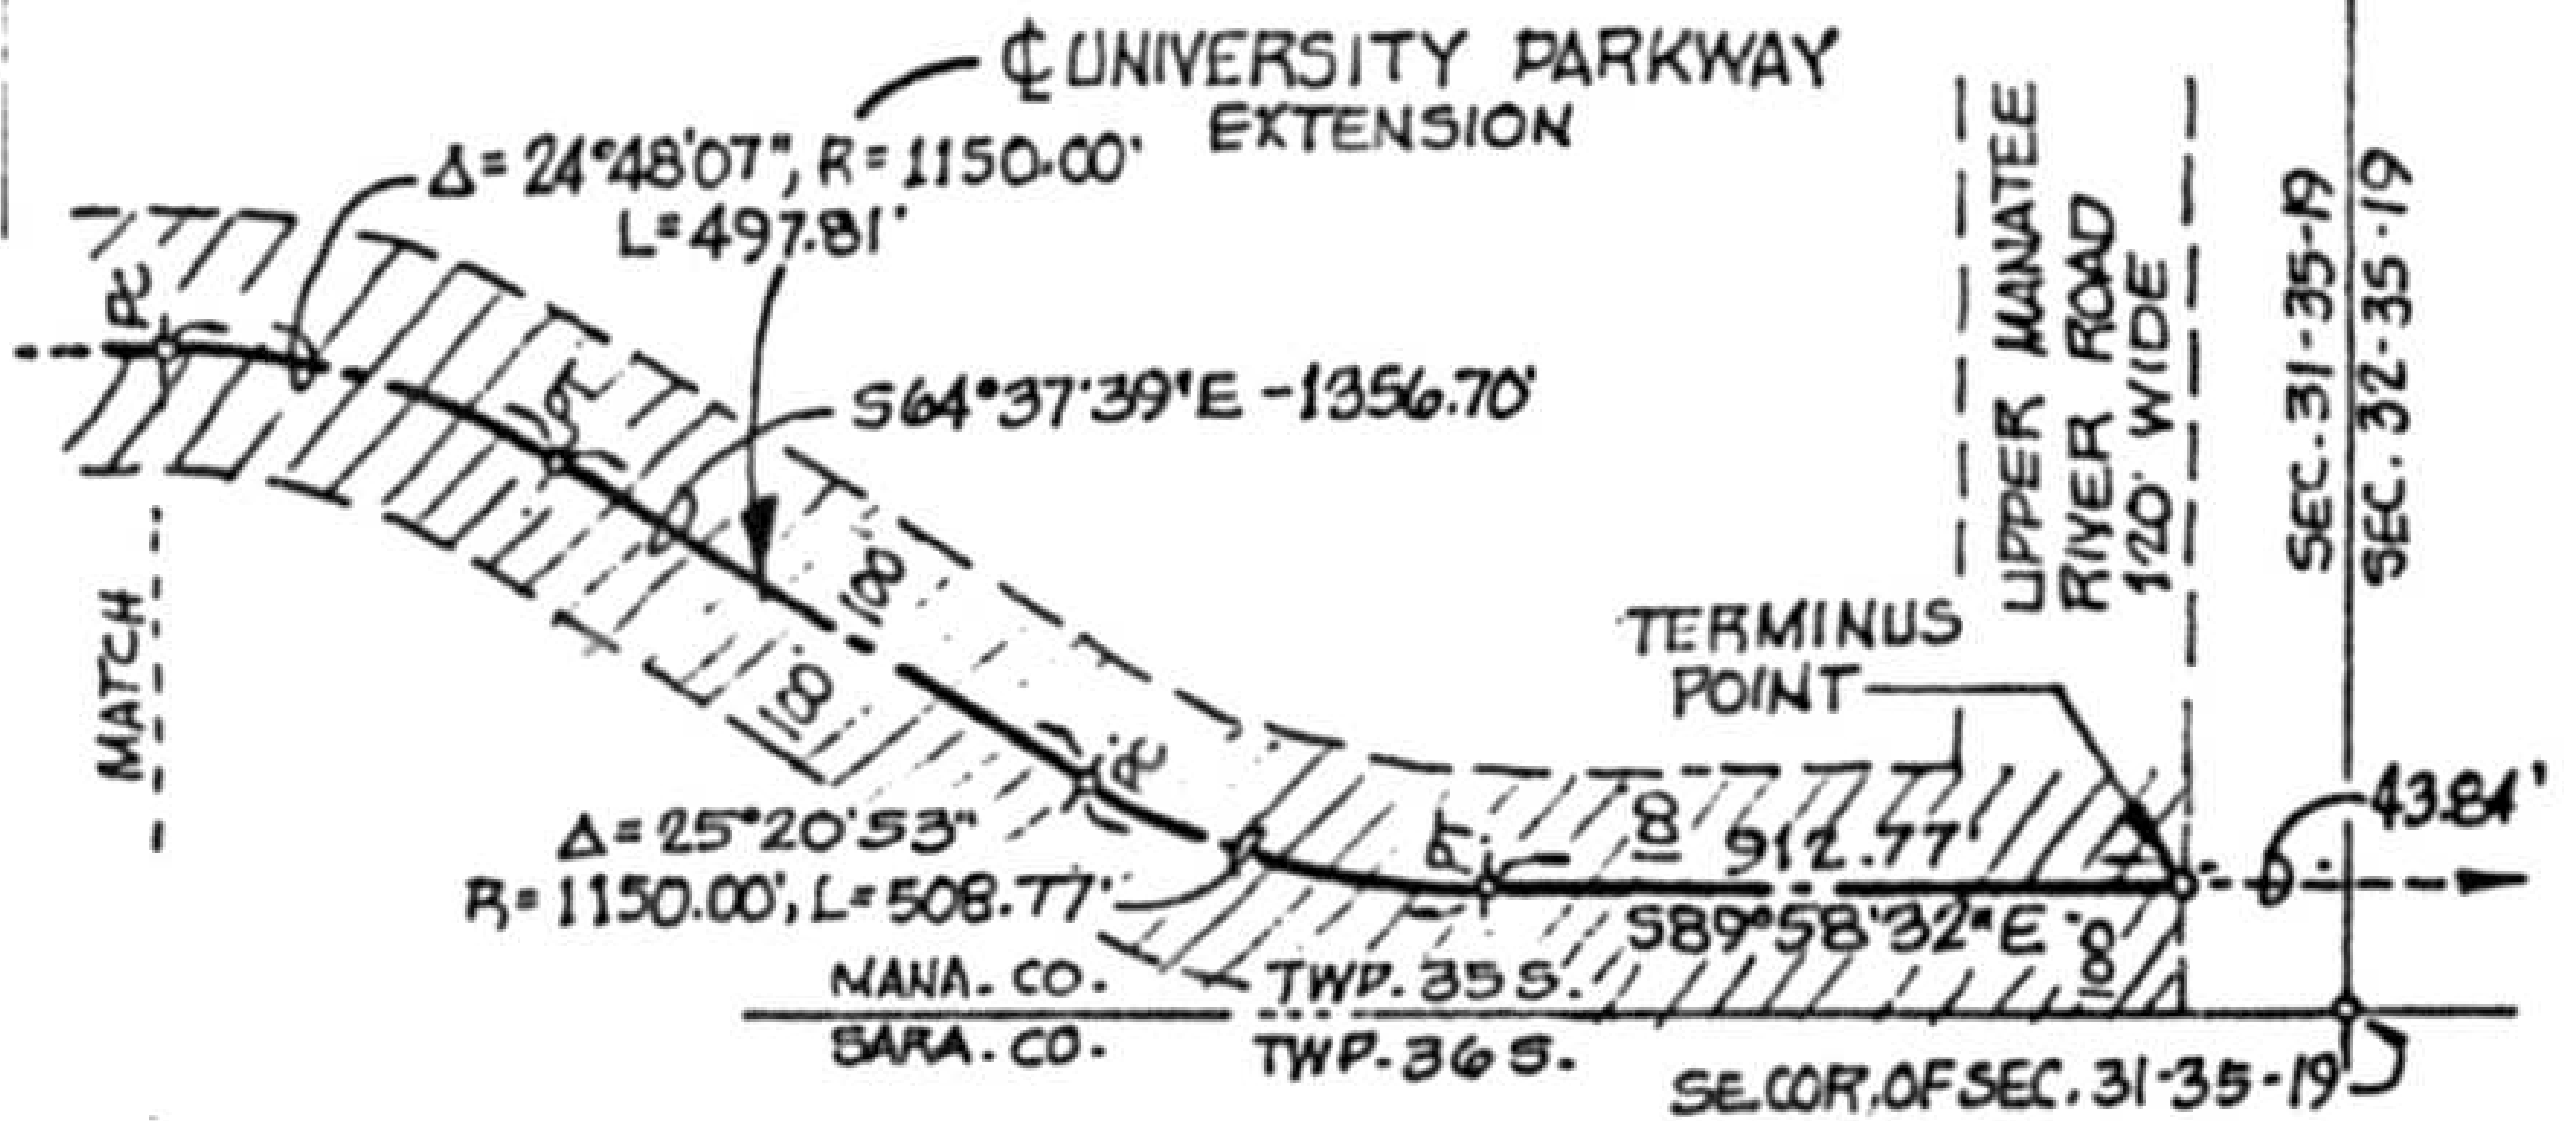 ℄ UNIVERSITY PARKWAY
EXTENSION
Δ= 24°48'07", R= 1150.00'
L= 497.81'
PC
PT
S64°37'39"E -1356.70'
UPPER MANATEE
RIVER ROAD
120' WIDE
SEC. 31-35-19
SEC. 32-35-19
MATCH
100
100
TERMINUS
POINT
PC
Δ= 25°20'53"
R= 1150.00', L= 508.77'
PT
100
912.77'
43.84'
S89°58'32"E
100
MANA. CO.
SARA. CO.
TWP. 35 S.
TWP. 36 S.
SE. COR. OF SEC. 31-35-19